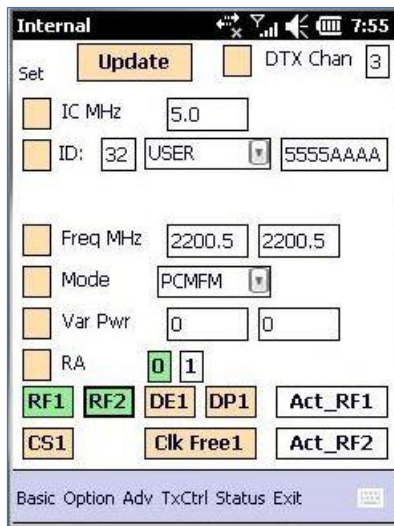 Internal 7:55
Set Update DTX Chan 3
IC MHz 5.0
ID: 32 USER 5555AAAA
Freq MHz 2200.5 2200.5
Mode PCMFM
Var Pwr 0 0
RA 0 1
RF1 RF2 DE1 DP1 Act_RF1
CS1 Clk Free1 Act_RF2
Basic Option Adv TxCtrl Status Exit